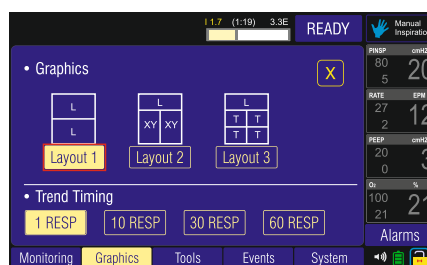 I 1.7 (1:19) 3.3E READY
Manual
Inspiratio
• Graphics
X
L
L
L
XY XY
L
T T
T T
Layout 1 Layout 2 Layout 3
• Trend Timing
1 RESP 10 RESP 30 RESP 60 RESP
PINSP cmH2
80
5
20
RATE EPM
27
2
12
PEEP cmH2
20
0
O2 %
100
21
2
Alarms
Monitoring Graphics Tools Events System